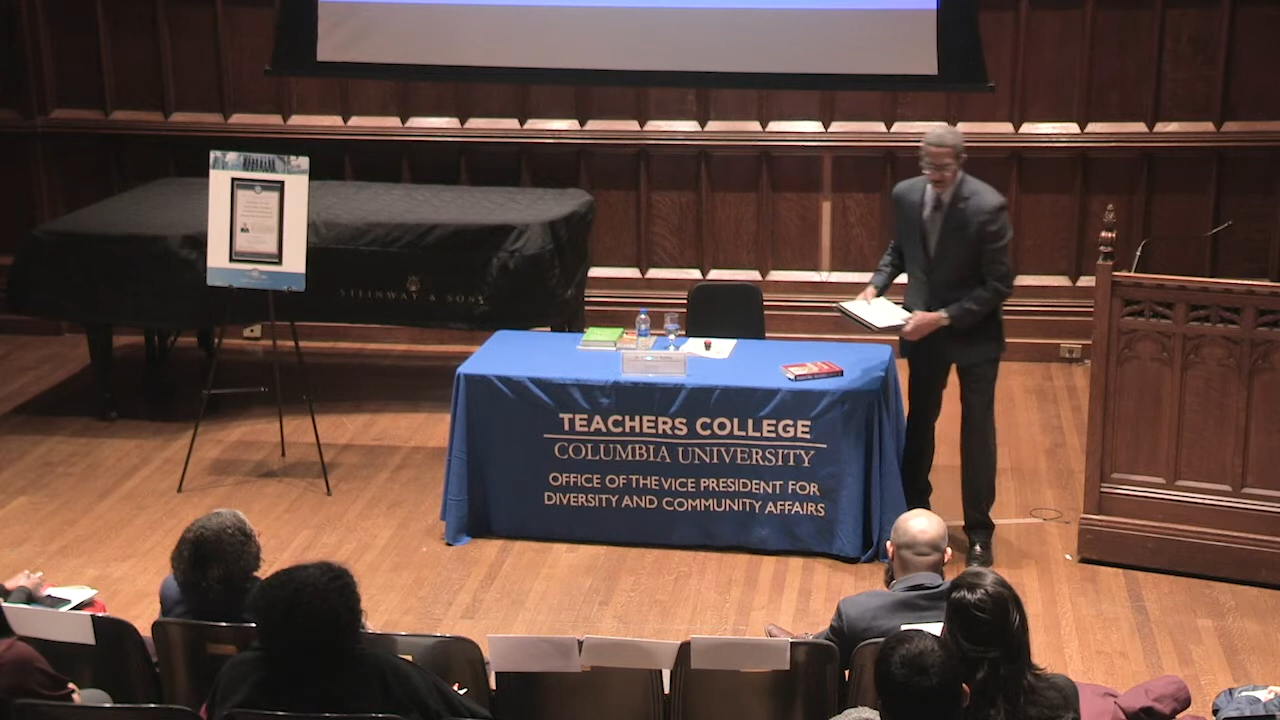 STEINWAY & SONS
TEACHERS COLLEGE
COLUMBIA UNIVERSITY
OFFICE OF THE VICE PRESIDENT FOR
DIVERSITY AND COMMUNITY AFFAIRS